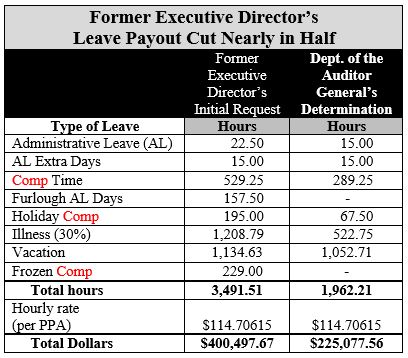 Former Executive Director's
Leave Payout Cut Nearly in Half
Former Executive Director's Initial Request Dept. of the Auditor General's Determination
Type of Leave Hours Hours
Administrative Leave (AL) 22.50 15.00
AL Extra Days 15.00 15.00
Comp Time 529.25 289.25
Furlough AL Days 157.50 -
Holiday Comp 195.00 67.50
Illness (30%) 1,208.79 522.75
Vacation 1,134.63 1,052.71
Frozen Comp 229.00 -
Total hours 3,491.51 1,962.21
Hourly rate
(per PPA) $114.70615 $114.70615
Total Dollars $400,497.67 $225,077.56